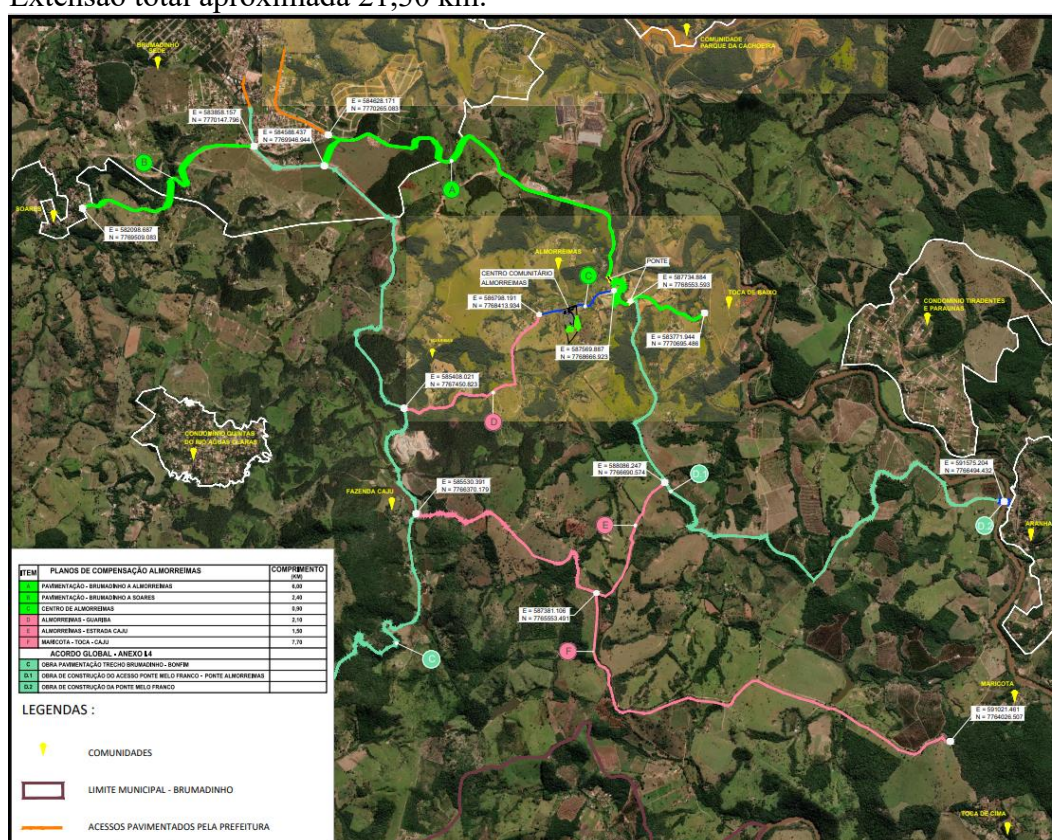 Extensão total aproximada 21,50 km.
BRUMADINHO
SEDE
COMUNIDADE
PARQUE DA CACHOEIRA
E = 583858.157
N = 7770147.796
E = 584628.171
N = 7770265.083
E = 584588.437
N = 7769946.944
B
A
SOARES
E = 582098.687
N = 7769509.083
ALMORREIMAS
PONTE
CENTRO COMUNITÁRIO
ALMORREIMAS
C
E = 587734.884
N = 7768553.593
TOCA DE BAIXO
CONDOMÍNIO TIRADENTES
E PARAUNAS
E = 586798.191
N = 7768413.934
E = 583771.944
N = 7770695.486
E = 587569.887
N = 7768666.923
E = 585408.021
N = 7767450.823
D
CONDOMÍNIO QUINTAS
DO RIO AGUAS CLARAS
E = 588086.247
N = 7766690.574
D.1
E = 591575.204
N = 7766494.432
FAZENDA CAJU
E = 585530.391
N = 7766370.179
E
D.2
ARANHA
ITEM PLANOS DE COMPENSAÇÃO ALMORREIMAS COMPRIMENTO (KM)
A PAVIMENTAÇÃO - BRUMADINHO A ALMORREIMAS 6,00
B PAVIMENTAÇÃO - BRUMADINHO A SOARES 2,40
C CENTRO DE ALMORREIMAS 0,90
D ALMORREIMAS - GUARIBA 2,10
E ALMORREIMAS - ESTRADA CAJU 1,50
F MARICOTA - TOCA - CAJU 7,70
ACORDO GLOBAL - ANEXO I.4
C OBRA PAVIMENTAÇÃO TRECHO BRUMADINHO - BONFIM
D.1 OBRA DE CONSTRUÇÃO DO ACESSO PONTE MELO FRANCO - PONTE ALMORREIMAS
D.2 OBRA DE CONSTRUÇÃO DA PONTE MELO FRANCO
E = 587381.106
N = 7765553.491
F
C
MARICOTA
E = 591021.461
N = 7764026.507
LEGENDAS :
COMUNIDADES
LIMITE MUNICIPAL - BRUMADINHO
ACESSOS PAVIMENTADOS PELA PREFEITURA
TOCA DE CIMA